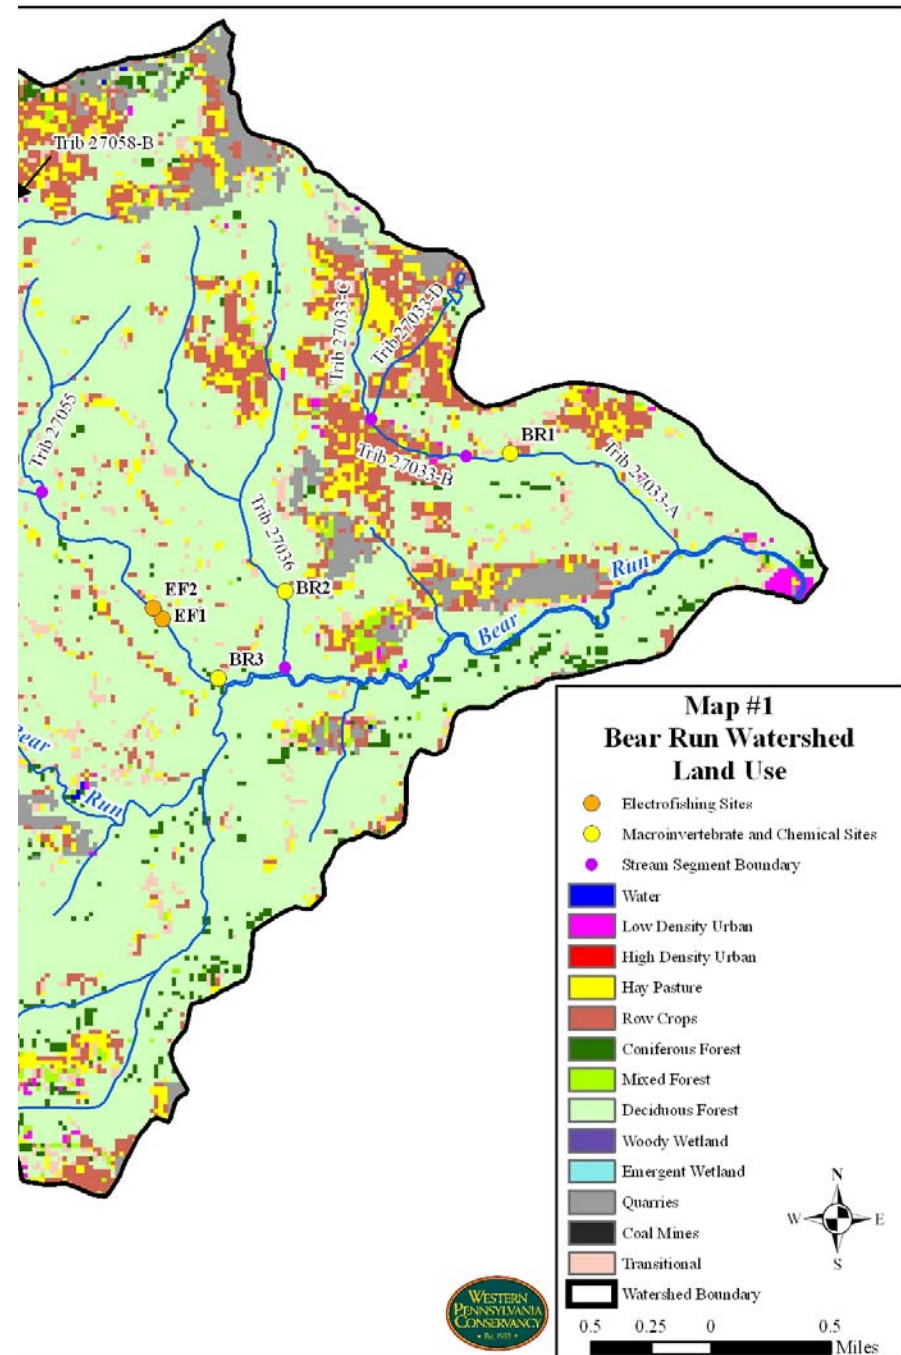 Trib 27058-B
Trib 27033-C
Trib 27033-D
Trib 27055
BR1
Trib 27033-B
Trib 27033-A
Trib 27036
Run
BR2
EF2
EF1
Bear
BR3
Bear
Run
Map #1
Bear Run Watershed
Land Use
Electrofishing Sites
Macroinvertebrate and Chemical Sites
Stream Segment Boundary
Water
Low Density Urban
High Density Urban
Hay Pasture
Row Crops
Coniferous Forest
Mixed Forest
Deciduous Forest
Woody Wetland
Emergent Wetland
Quarries
Coal Mines
Transitional
Watershed Boundary
N
W E
S
0.5 0.25 0 0.5
Miles
WESTERN
PENNSYLVANIA
CONSERVANCY
• Est. 1932 •